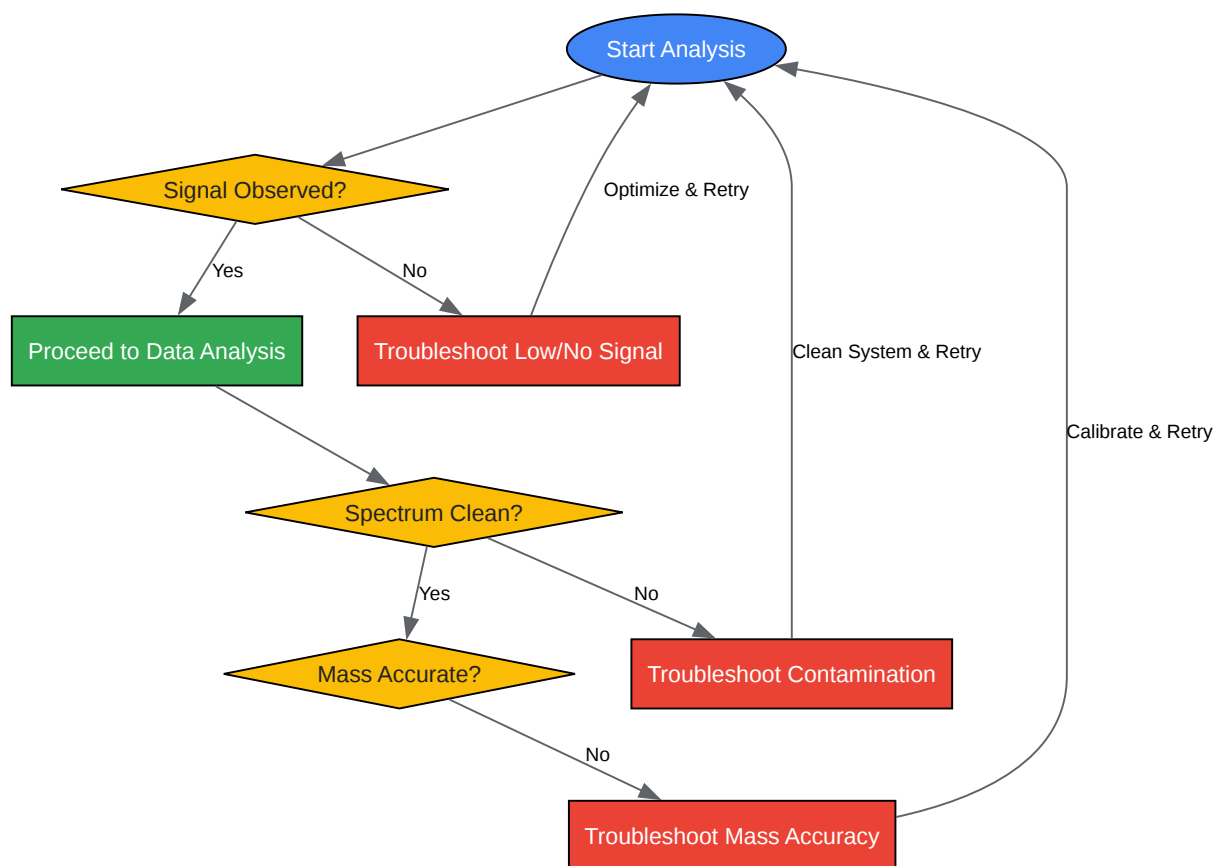 Start Analysis
Signal Observed?
Optimize & Retry
Yes
No
Proceed to Data Analysis
Troubleshoot Low/No Signal
Clean System & Retry
Calibrate & Retry
Spectrum Clean?
Yes
No
Mass Accurate?
Troubleshoot Contamination
No
Troubleshoot Mass Accuracy